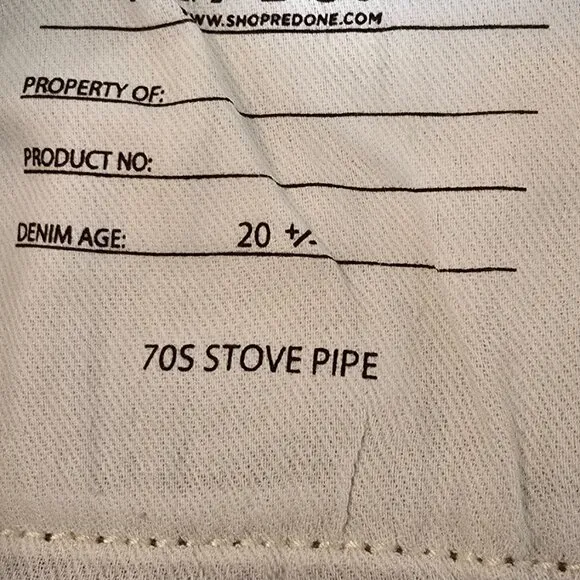 WWW.SHOPREDONE.COM
PROPERTY OF:
PRODUCT NO:
DENIM AGE: 20 +/-
70S STOVE PIPE